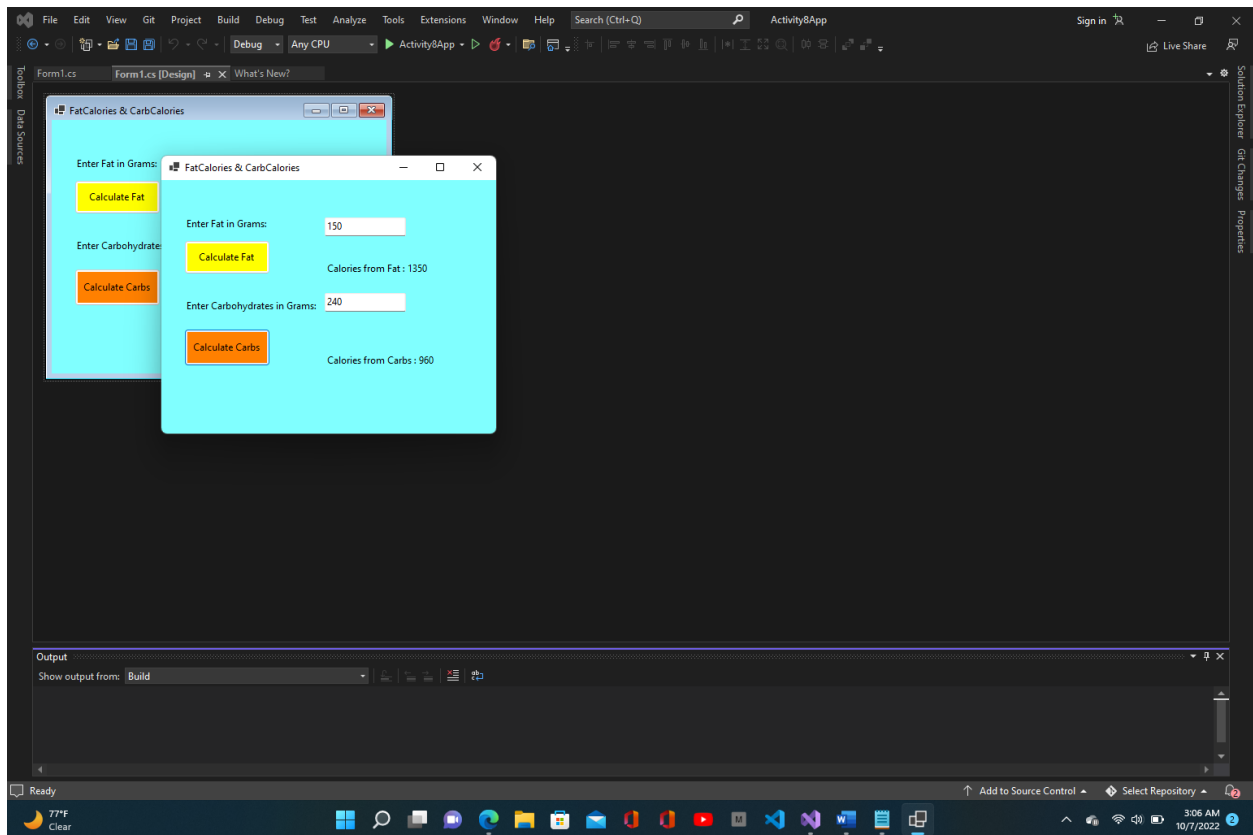 File Edit View Git Project Build Debug Test Analyze Tools Extensions Window Help Search (Ctrl+Q) Activity8App Sign in
Debug Any CPU Activity8App Live Share
Form1.cs Form1.cs [Design] What's New?
Toolbox
Data Sources
FatCalories & CarbCalories
Enter Fat in Grams:
Calculate Fat
Enter Carbohydrates
Calculate Carbs
FatCalories & CarbCalories
Enter Fat in Grams: 150
Calculate Fat
Calories from Fat : 1350
Enter Carbohydrates in Grams: 240
Calculate Carbs
Calories from Carbs : 960
Solution Explorer
Git Changes
Properties
Output
Show output from: Build
Ready Add to Source Control Select Repository 2
77°F
Clear
3:06 AM
10/7/2022 2